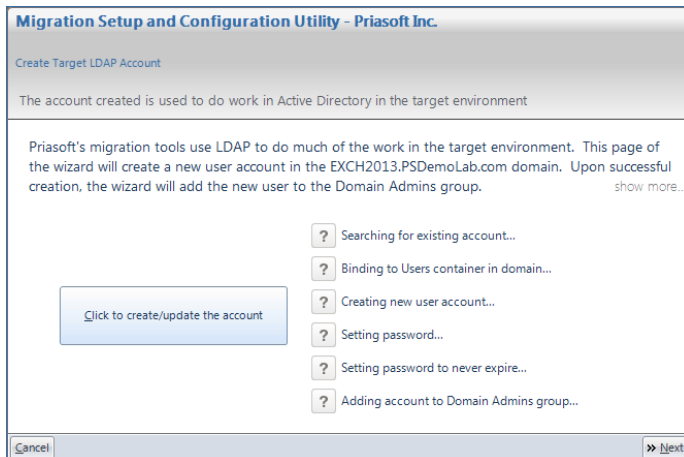 Migration Setup and Configuration Utility - Priasoft Inc.
Create Target LDAP Account
The account created is used to do work in Active Directory in the target environment
Priasoft's migration tools use LDAP to do much of the work in the target environment. This page of
the wizard will create a new user account in the EXCH2013.PSDemoLab.com domain. Upon successful
creation, the wizard will add the new user to the Domain Admins group. show more..
? Searching for existing account...
? Binding to Users container in domain...
Click to create/update the account
? Creating new user account...
? Setting password...
? Setting password to never expire...
? Adding account to Domain Admins group...
Cancel
» Next